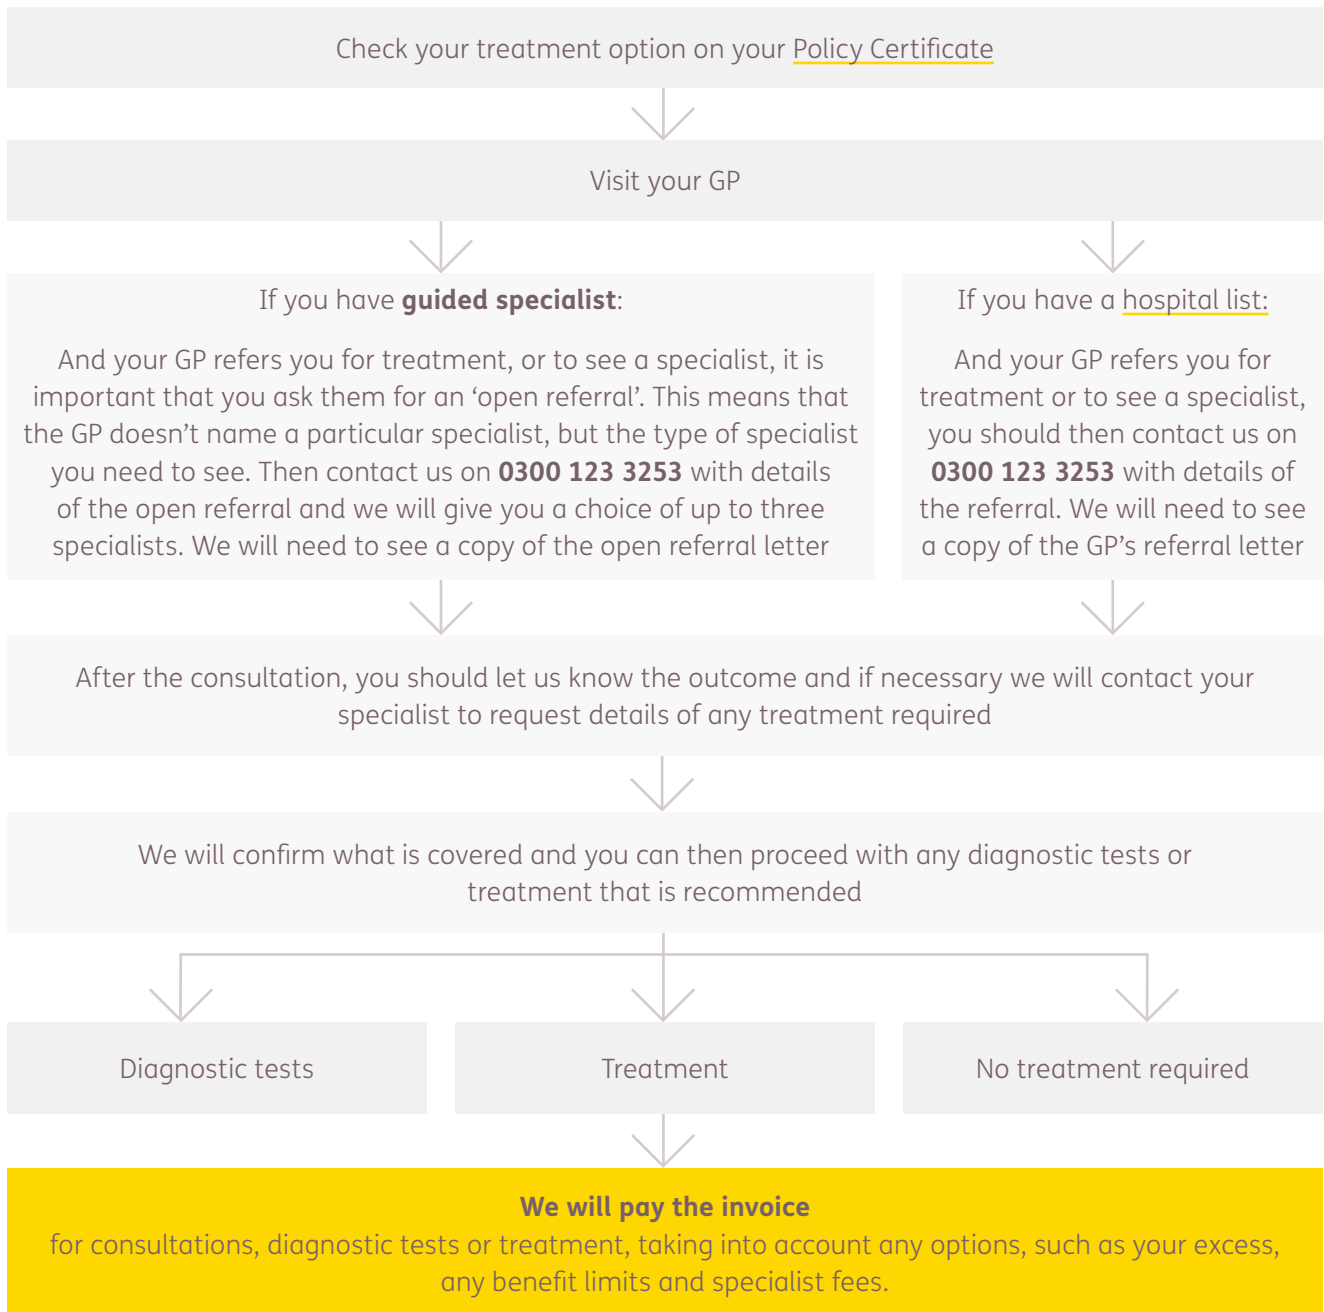 Check your treatment option on your Policy Certificate
Visit your GP
If you have guided specialist:
And your GP refers you for treatment, or to see a specialist, it is
important that you ask them for an ‘open referral’. This means that
the GP doesn’t name a particular specialist, but the type of specialist
you need to see. Then contact us on 0300 123 3253 with details
of the open referral and we will give you a choice of up to three
specialists. We will need to see a copy of the open referral letter
If you have a hospital list:
And your GP refers you for
treatment or to see a specialist,
you should then contact us on
0300 123 3253 with details of
the referral. We will need to see
a copy of the GP’s referral letter
After the consultation, you should let us know the outcome and if necessary we will contact your
specialist to request details of any treatment required
We will confirm what is covered and you can then proceed with any diagnostic tests or
treatment that is recommended
Diagnostic tests
Treatment
No treatment required
We will pay the invoice
for consultations, diagnostic tests or treatment, taking into account any options, such as your excess,
any benefit limits and specialist fees.